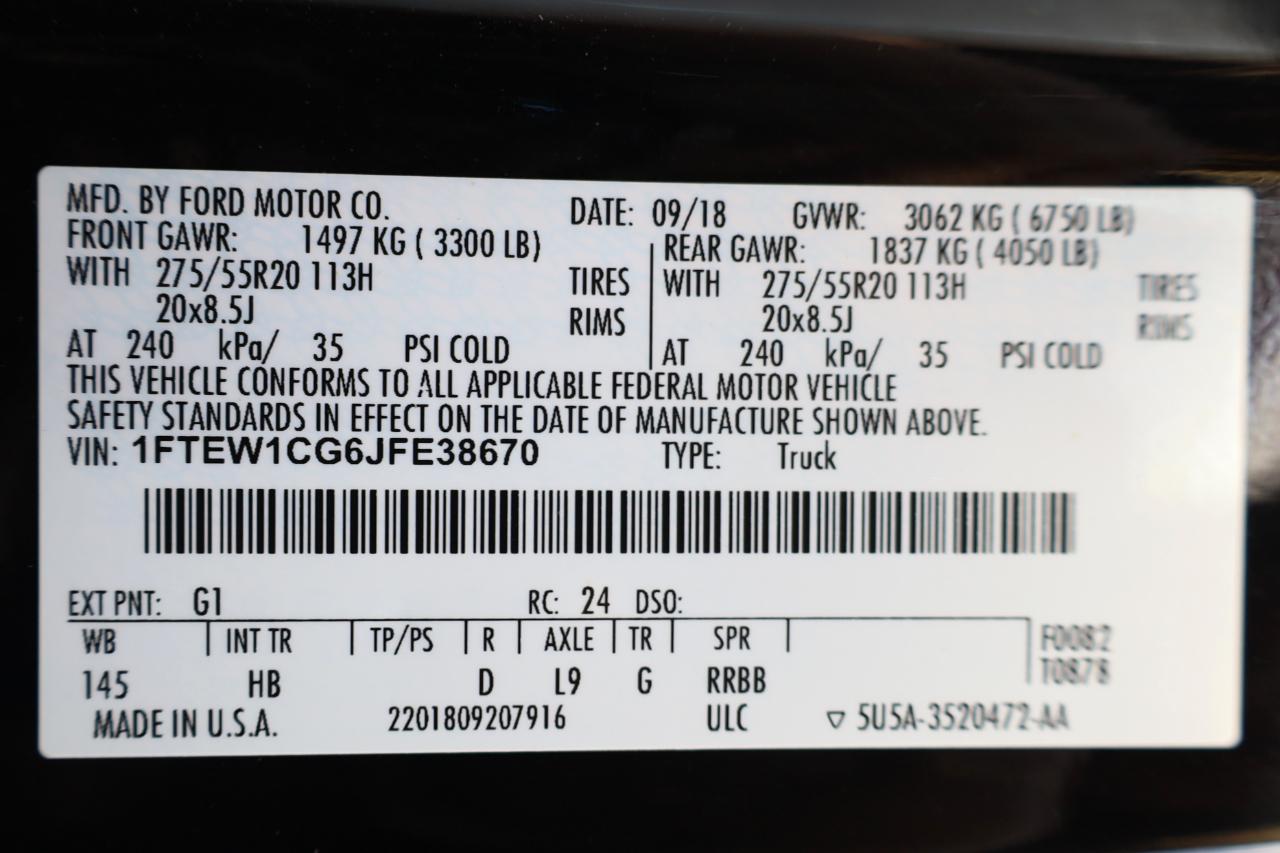 MFD. BY FORD MOTOR CO. DATE: 09/18 GVWR: 3062 KG ( 6750 LB)
FRONT GAWR: 1497 KG ( 3300 LB) REAR GAWR: 1837 KG ( 4050 LB)
WITH 275/55R20 113H TIRES WITH 275/55R20 113H TIRES
20x8.5J RIMS 20x8.5J RIMS
AT 240 kPa/ 35 PSI COLD AT 240 kPa/ 35 PSI COLD
THIS VEHICLE CONFORMS TO ALL APPLICABLE FEDERAL MOTOR VEHICLE
SAFETY STANDARDS IN EFFECT ON THE DATE OF MANUFACTURE SHOWN ABOVE.
VIN: 1FTEW1CG6JFE38670 TYPE: Truck
EXT PNT: G1 RC: 24 DSO:
WB INT TR TP/PS R AXLE TR SPR F0082
145 HB D L9 G RRBB T0878
MADE IN U.S.A. 2201809207916 ULC ▽ 5U5A-3520472-AA